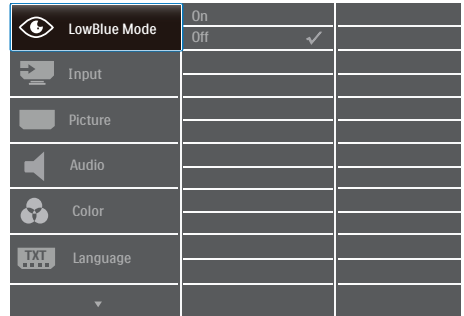 LowBlue Mode
On
Off
Input
Picture
Audio
Color
TXT
Language